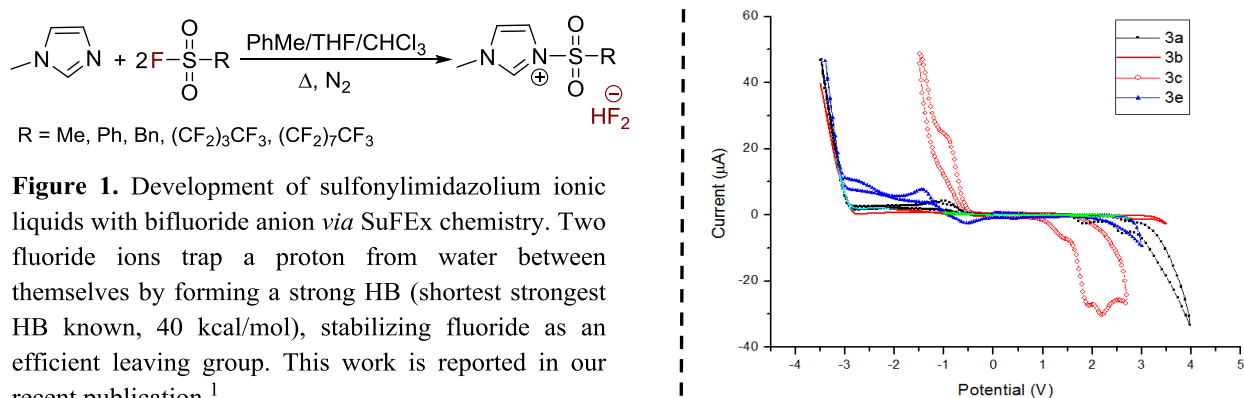 N
N
+ 2F
O
S
R
O
PhMe/THF/CHCl3
Δ, N2
N
N
⊕
O
S
R
O
⊖
HF2
R = Me, Ph, Bn, (CF2)3CF3, (CF2)7CF3
Figure 1. Development of sulfonylimidazolium ionic
liquids with bifluoride anion via SuFEx chemistry. Two
fluoride ions trap a proton from water between
themselves by forming a strong HB (shortest strongest
HB known, 40 kcal/mol), stabilizing fluoride as an
efficient leaving group. This work is reported in our
recent publication.1
60
40
20
0
-20
-40
Current (μA)
-4 -3 -2 -1 0 1 2 3 4 5
Potential (V)
3a
3b
3c
3e